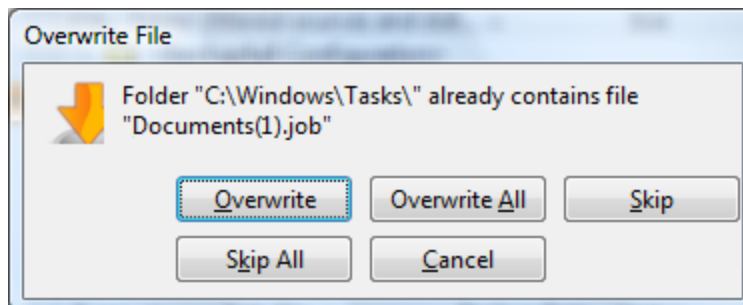 Overwrite File
Folder "C:\Windows\Tasks\" already contains file
"Documents(1).job"
Overwrite
Overwrite All
Skip
Skip All
Cancel